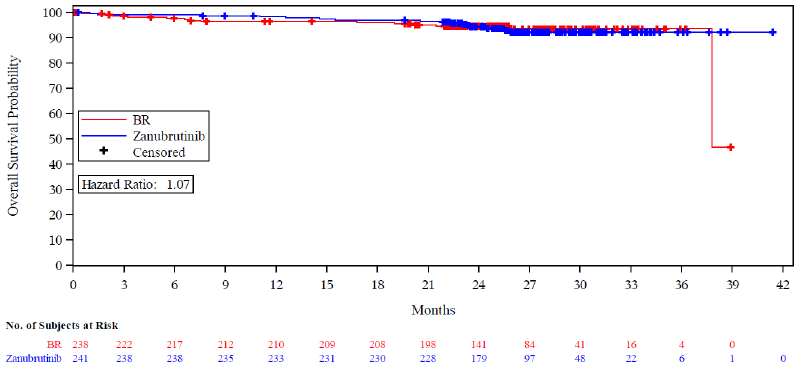 Overall Survival Probability
100
90
80
70
60
50
40
30
20
10
0
BR
Zanubrutinib
Censored
Hazard Ratio: 1.07
0 3 6 9 12 15 18 21 24 27 30 33 36 39 42
Months
No. of Subjects at Risk
BR 238 222 217 212 210 209 208 198 141 84 41 16 4 0
Zanubrutinib 241 238 238 235 233 231 230 228 179 97 48 22 6 1 0